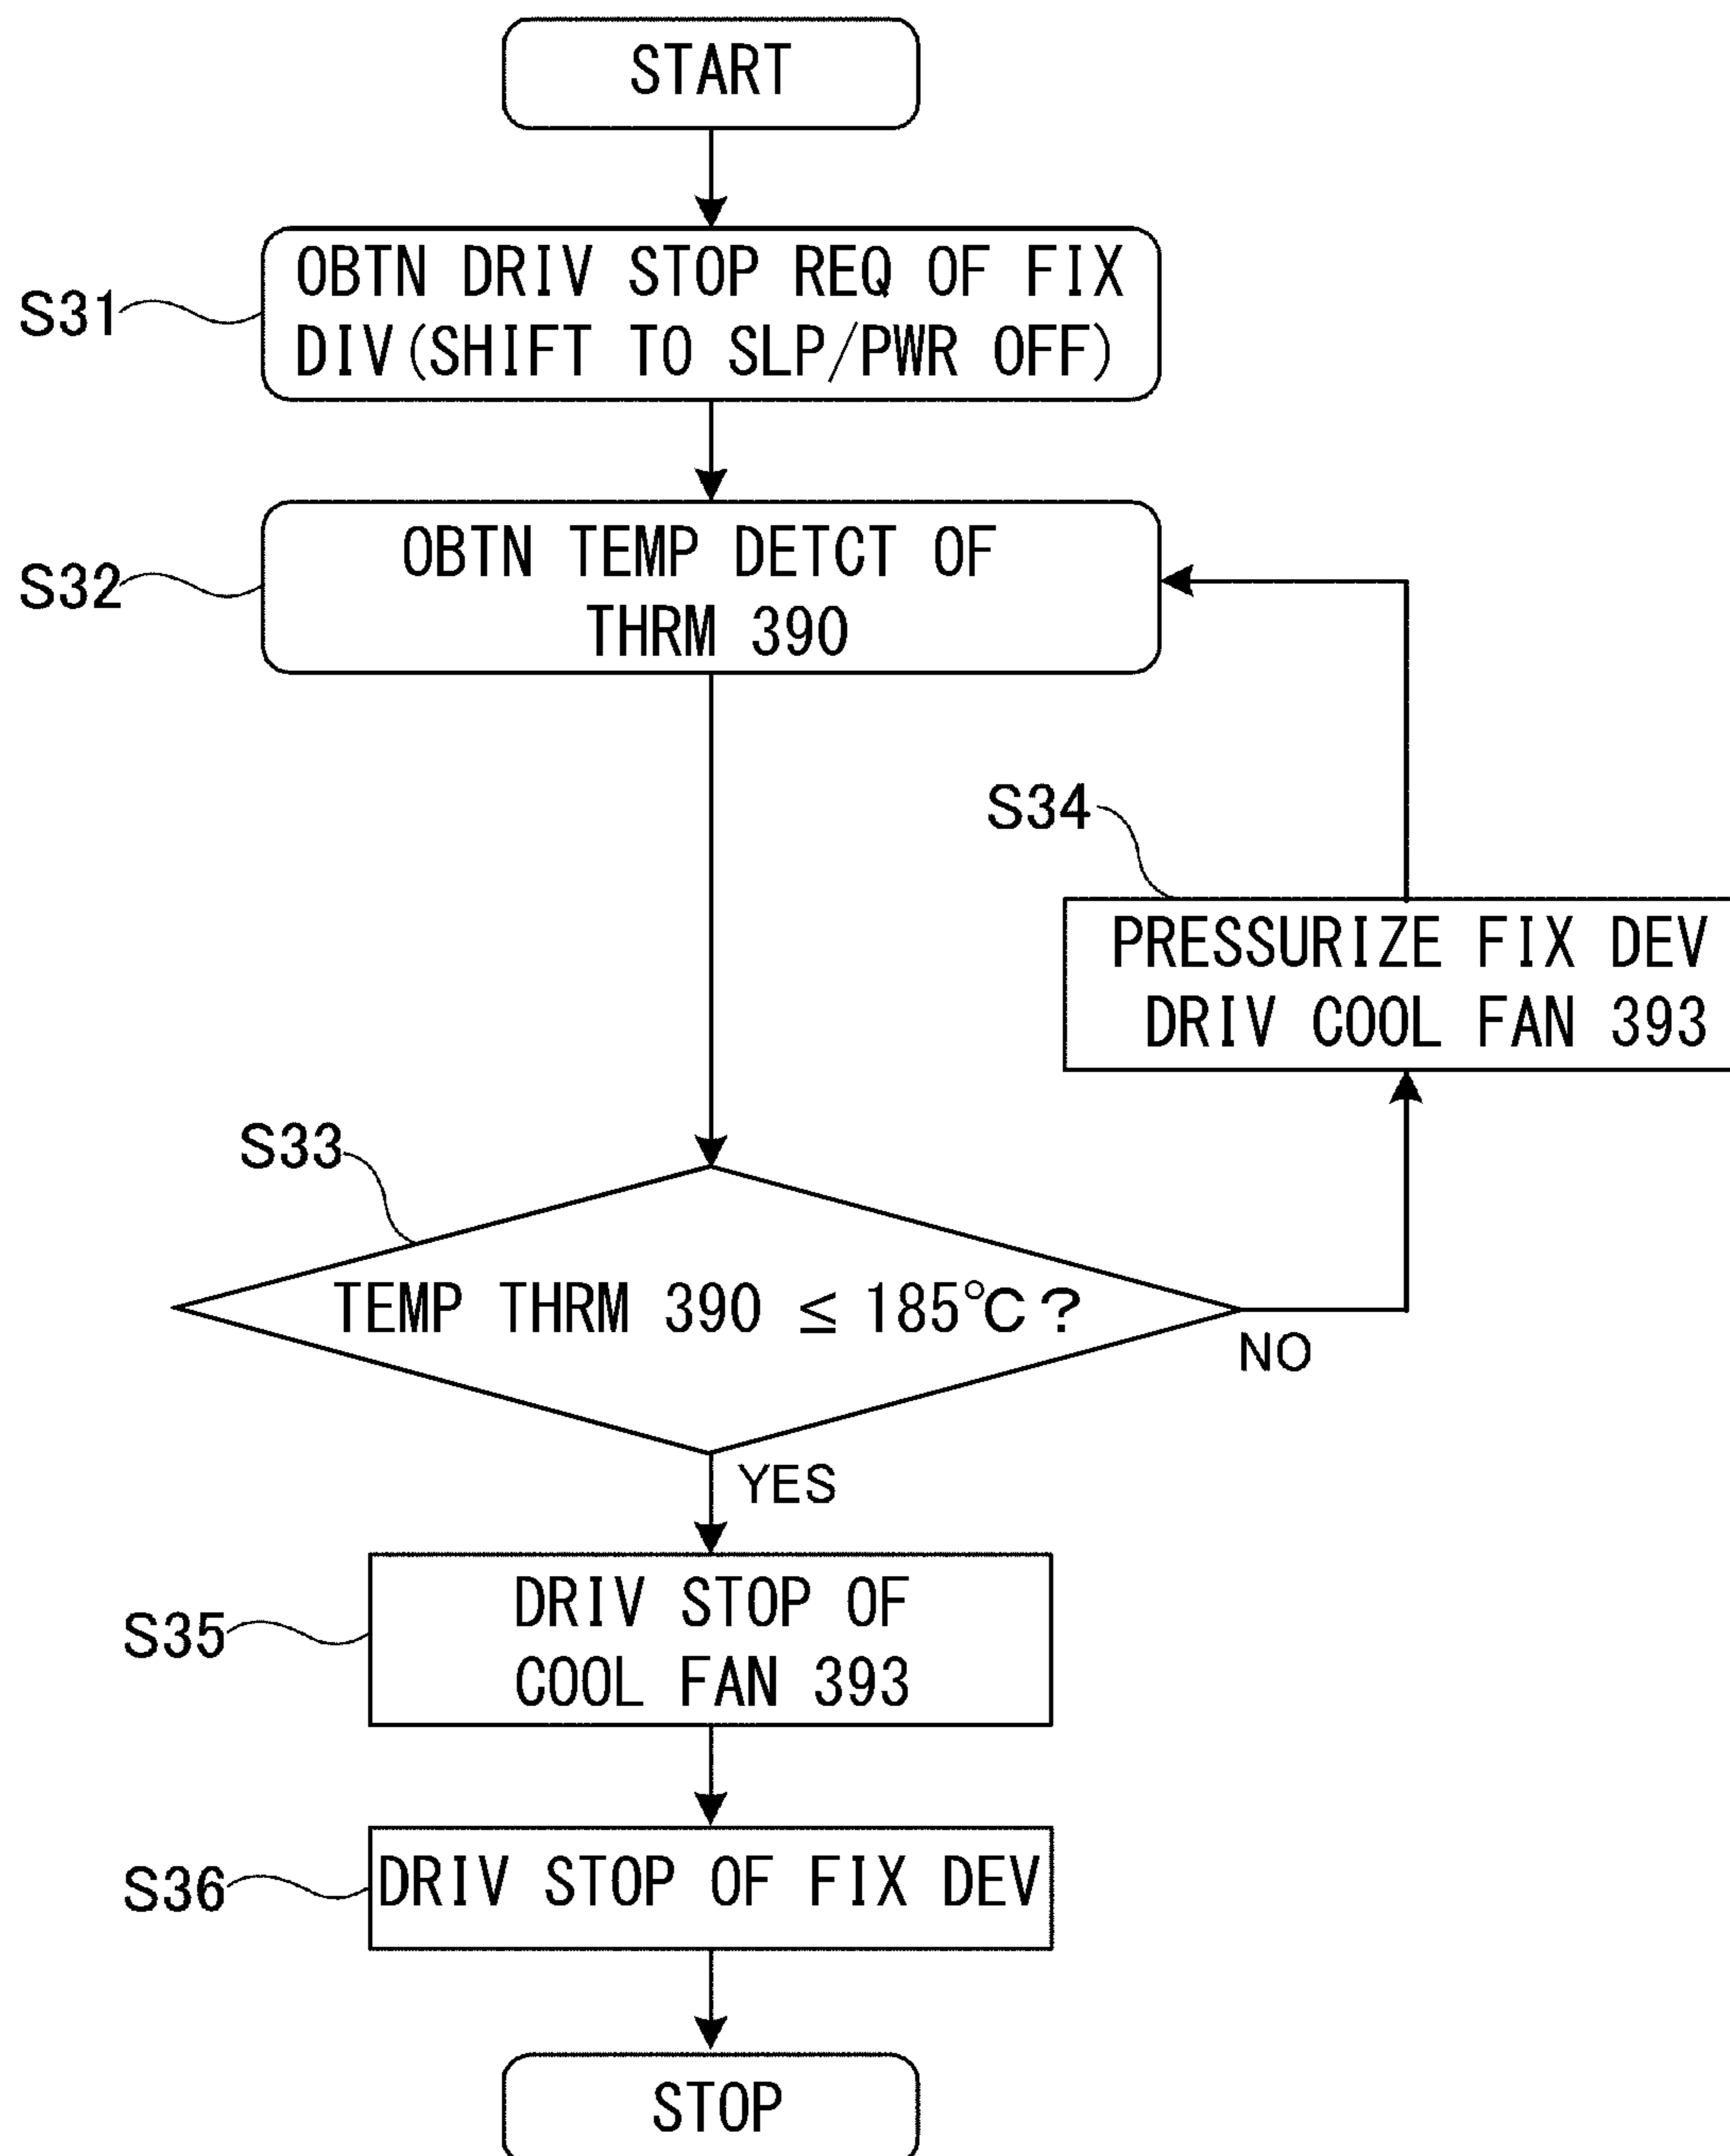 START
S31
OBTN DRIV STOP REQ OF FIX
DIV(SHIFT TO SLP/PWR OFF)
S32
OBTN TEMP DETCT OF
THRM 390
S34
PRESSURIZE FIX DEV
DRIV COOL FAN 393
S33
TEMP THRM 390 ≤ 185℃?
NO
YES
S35
DRIV STOP OF
COOL FAN 393
S36
DRIV STOP OF FIX DEV
STOP